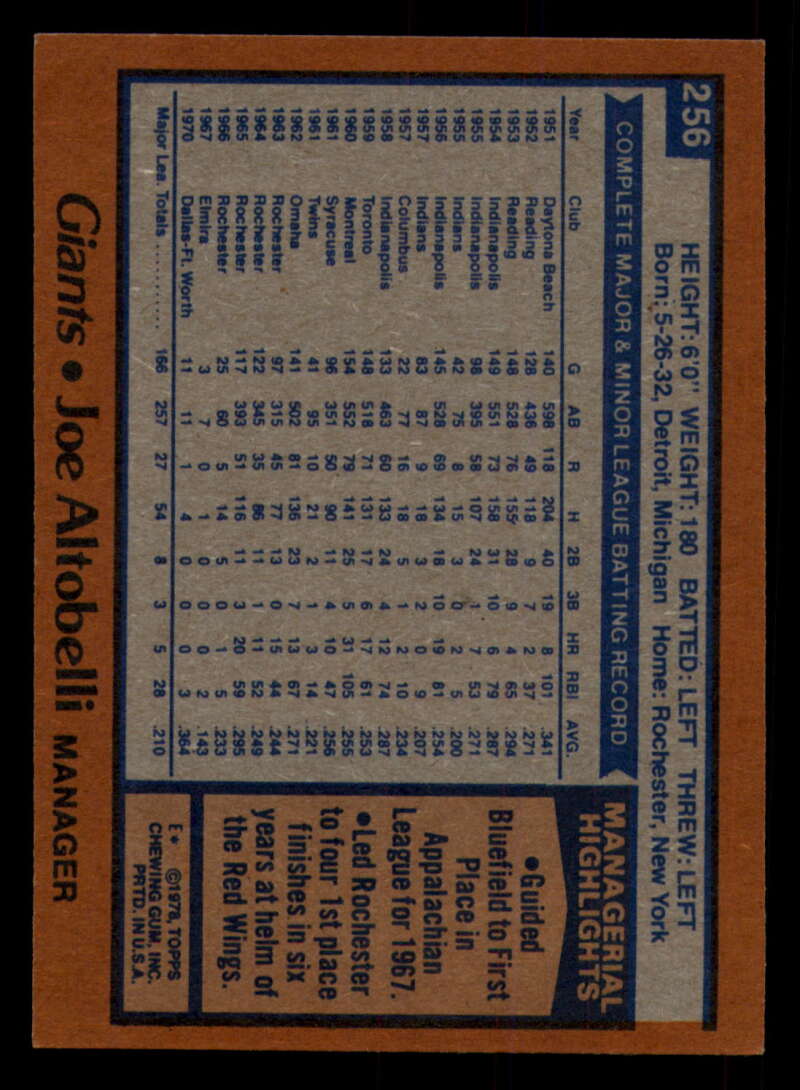 256
HEIGHT: 6'0" WEIGHT: 180 BATTED: LEFT THREW: LEFT
Born: 5-26-32, Detroit, Michigan Home: Rochester, New York
COMPLETE MAJOR & MINOR LEAGUE BATTING RECORD
Year Club G AB R H 2B 3B HR RBI AVG.
1951 Daytona Beach 140 598 118 204 40 19 8 101 .341
1952 Reading 128 436 49 118 9 7 2 37 .271
1953 Reading 148 528 76 155 28 9 4 65 .294
1954 Indianapolis 149 551 73 158 31 10 6 79 .287
1955 Indianapolis 98 395 58 107 24 1 7 53 .271
1955 Indians 42 75 8 15 3 0 2 5 .200
1956 Indianapolis 145 528 69 134 18 10 19 81 .254
1957 Indians 83 87 9 18 3 2 0 9 .207
1957 Columbus 22 77 16 18 5 1 2 10 .234
1958 Indianapolis 133 463 60 133 24 4 12 74 .287
1959 Toronto 148 518 71 131 17 6 17 61 .253
1960 Montreal 154 552 79 141 25 5 31 105 .255
1961 Syracuse 96 351 50 90 11 4 10 47 .256
1961 Twins 41 95 10 21 2 1 3 14 .221
1962 Omaha 141 502 81 136 23 7 13 67 .271
1963 Rochester 97 315 45 77 13 0 15 44 .244
1964 Rochester 122 345 35 86 11 1 11 52 .249
1965 Rochester 117 393 51 116 11 3 20 59 .295
1966 Rochester 25 60 5 14 5 0 1 5 .233
1967 Elmira 3 7 0 1 0 0 0 2 .143
1970 Dallas-Ft. Worth 11 11 1 4 0 0 0 3 .364
Major Lea. Totals ........... 166 257 27 54 8 3 5 28 .210
MANAGERIAL
HIGHLIGHTS
•Guided
Bluefield to First
Place in
Appalachian
League for 1967.
•Led Rochester
to four 1st place
finishes in six
years at helm of
the Red Wings.
E* ©1978, TOPPS
CHEWING GUM, INC.
PRTD. IN U.S.A.
Giants • Joe Altobelli MANAGER